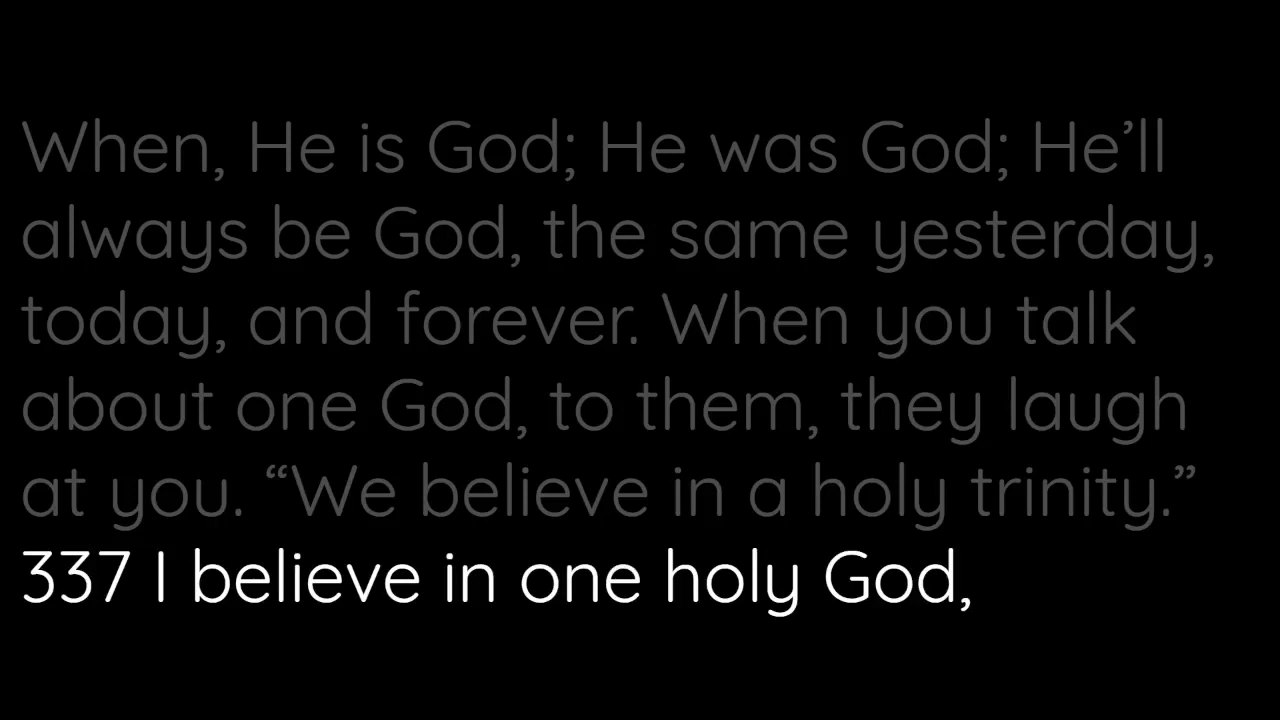 When, He is God; He was God; He’ll
always be God, the same yesterday,
today, and forever. When you talk
about one God, to them, they laugh
at you. “We believe in a holy trinity.”
337 I believe in one holy God,